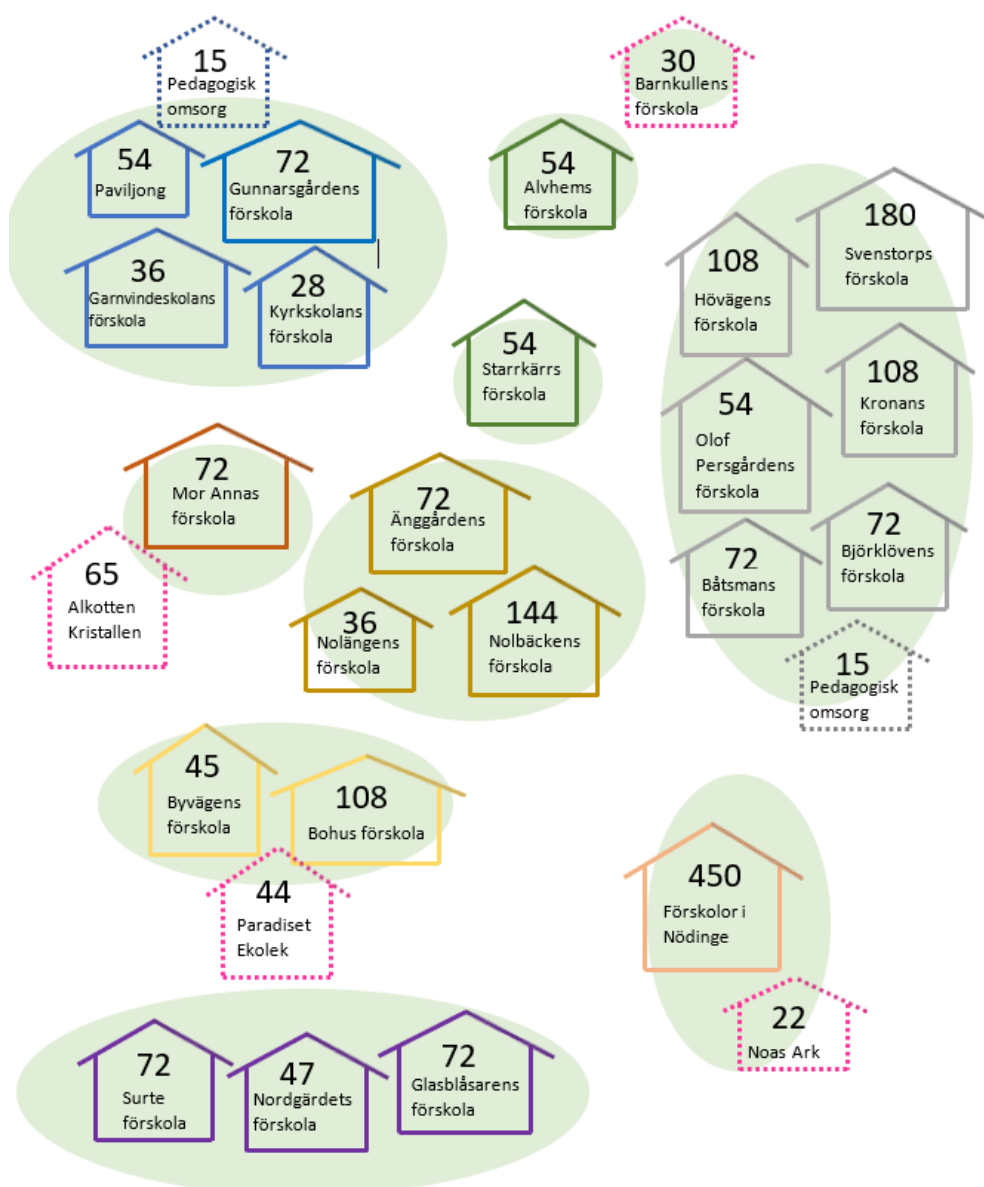 15
Pedagogisk
omsorg
30
Barnkullens
förskola
54
Paviljong
72
Gunnarsgårdens
förskola
54
Alvhems
förskola
36
Garnvindeskolans
förskola
28
Kyrkskolans
förskola
180
Svenstorps
förskola
108
Hövägens
förskola
54
Starrkärrs
förskola
108
Kronans
förskola
54
Olof
Persgårdens
förskola
72
Mor Annas
förskola
72
Änggårdens
förskola
72
Båtsmans
förskola
72
Björklövens
förskola
65
Alkotten
Kristallen
36
Nolängens
förskola
144
Nolbäckens
förskola
15
Pedagogisk
omsorg
45
Byvägens
förskola
108
Bohus förskola
44
Paradiset
Ekolek
450
Förskolor i
Nödinge
22
Noas Ark
72
Surte
förskola
47
Nordgärdets
förskola
72
Glasblåsarens
förskola